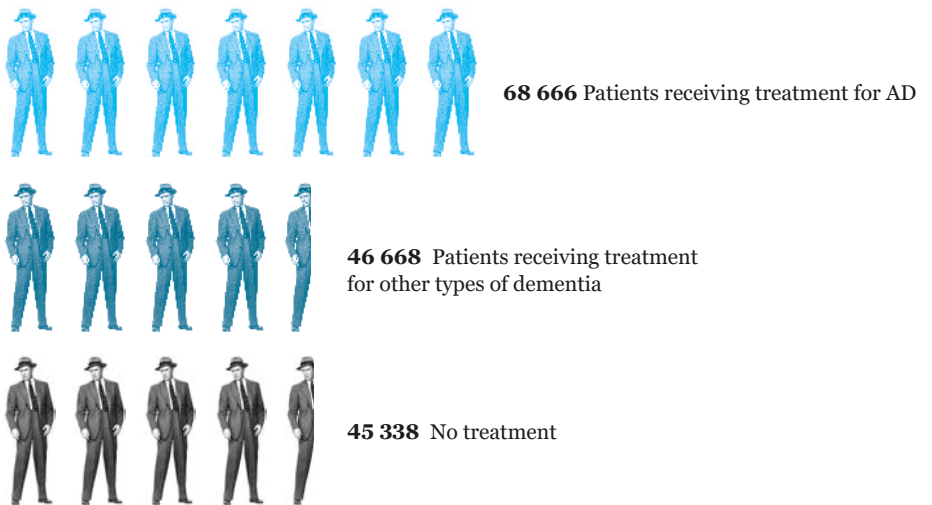 68 666 Patients receiving treatment for AD
46 668 Patients receiving treatment
for other types of dementia
45 338 No treatment